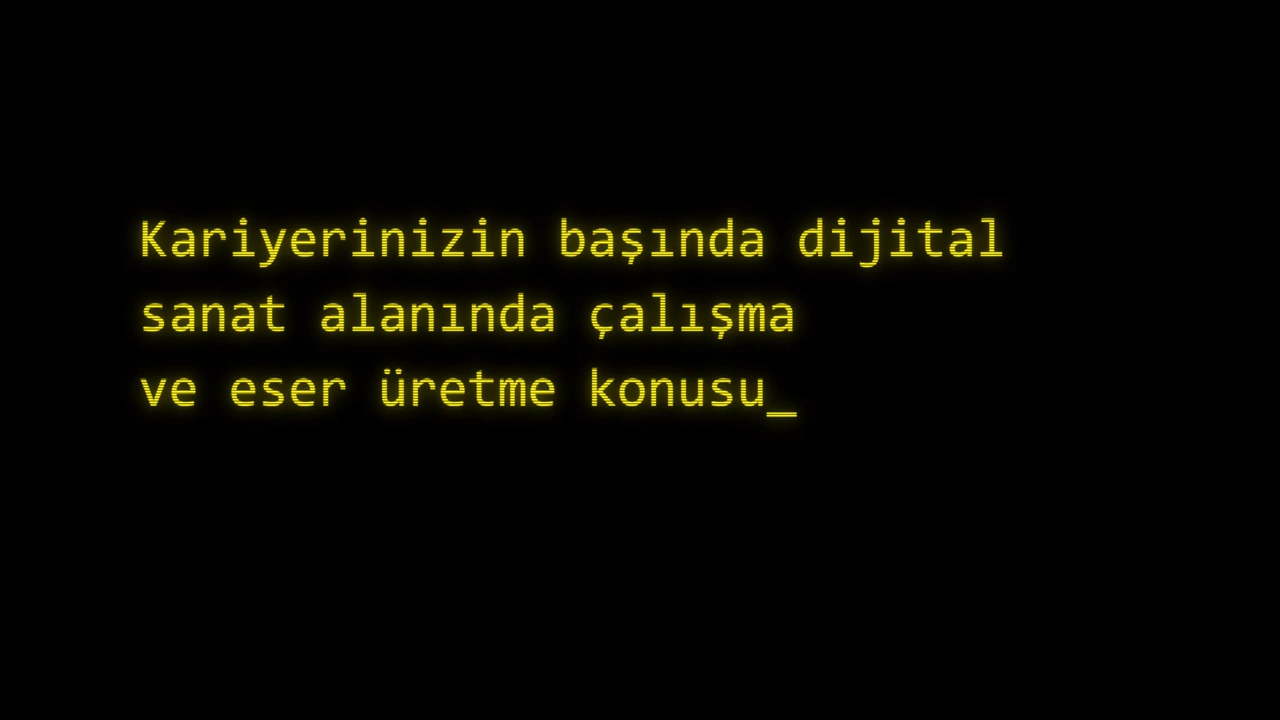 Kariyerinizin başında dijital
sanat alanında çalışma
ve eser üretme konusu_